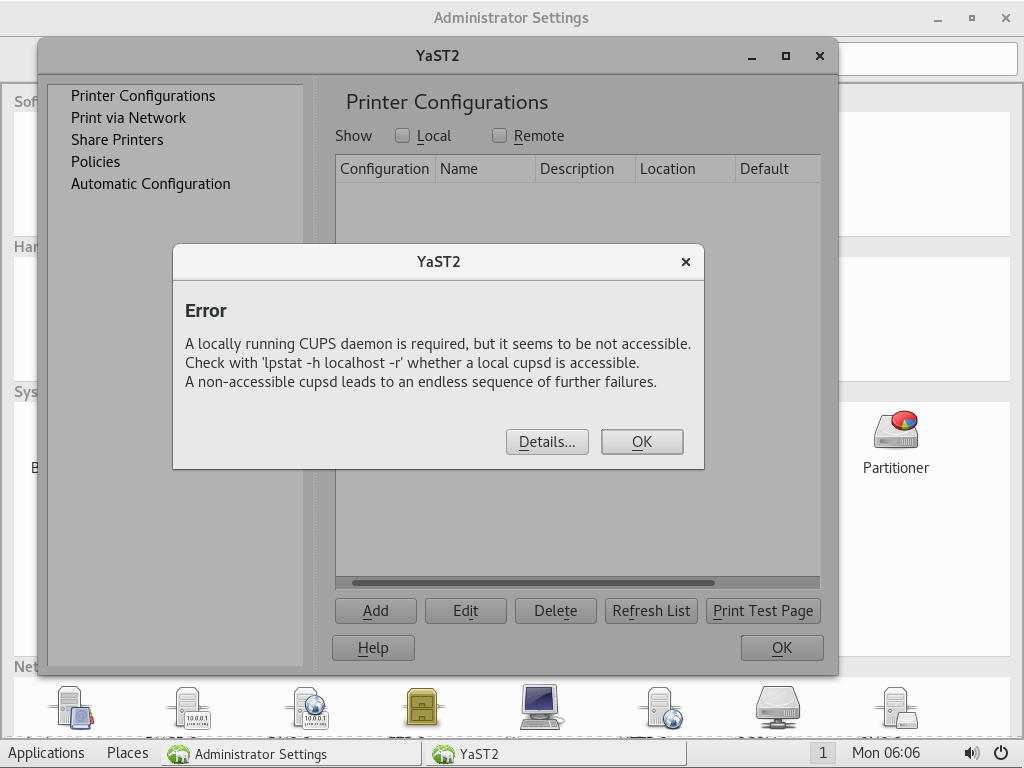 Administrator Settings
YaST2
Printer Configurations
Print via Network
Share Printers
Policies
Automatic Configuration
Printer Configurations
Show Local Remote
Configuration Name Description Location Default
YaST2
Error
A locally running CUPS daemon is required, but it seems to be not accessible.
Check with 'lpstat -h localhost -r' whether a local cupsd is accessible.
A non-accessible cupsd leads to an endless sequence of further failures.
Details... OK
Partitioner
Add Edit Delete Refresh List Print Test Page
Help OK
10.0.0.1 10.0.0.1
Applications Places Administrator Settings YaST2 1 Mon 06:06